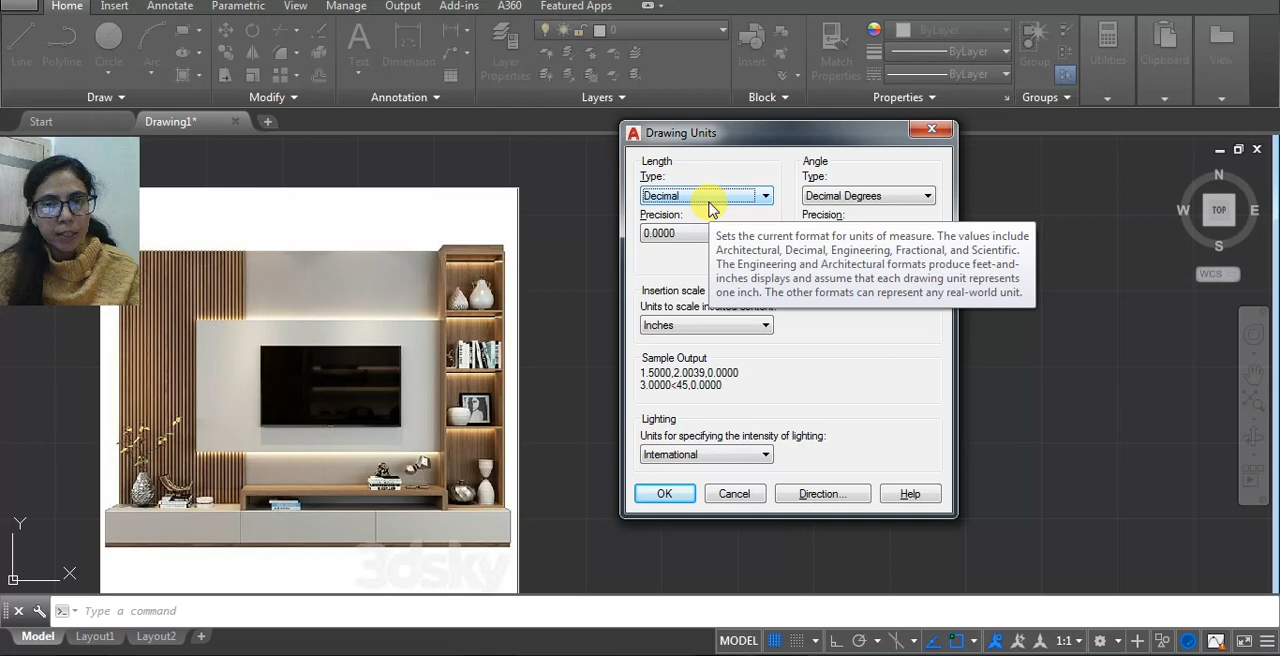 Home Insert Annotate Parametric View Manage Output Add-ins A360 Featured Apps
0
ByLayer
ByLayer
ByLayer
Line Polyline Circle Arc Text Dimension Layer Properties Insert Match Properties Group Utilities Clipboard View
Draw Modify Annotation Layers Block Properties Groups
Start Drawing1*
Drawing Units
Length
Type:
Decimal
Precision:
0.0000
Angle
Type:
Decimal Degrees
Precision:
Sets the current format for units of measure. The values include
Architectural, Decimal, Engineering, Fractional, and Scientific.
The Engineering and Architectural formats produce feet-and-
inches displays and assume that each drawing unit represents
one inch. The other formats can represent any real-world unit.
Insertion scale
Units to scale inserted content:
Inches
Sample Output
1.5000,2.0039,0.0000
3.0000<45,0.0000
Lighting
Units for specifying the intensity of lighting:
International
OK Cancel Direction... Help
N
W TOP E
S
WCS
3dsky
Y
X
Type a command
Model Layout1 Layout2
MODEL 1:1